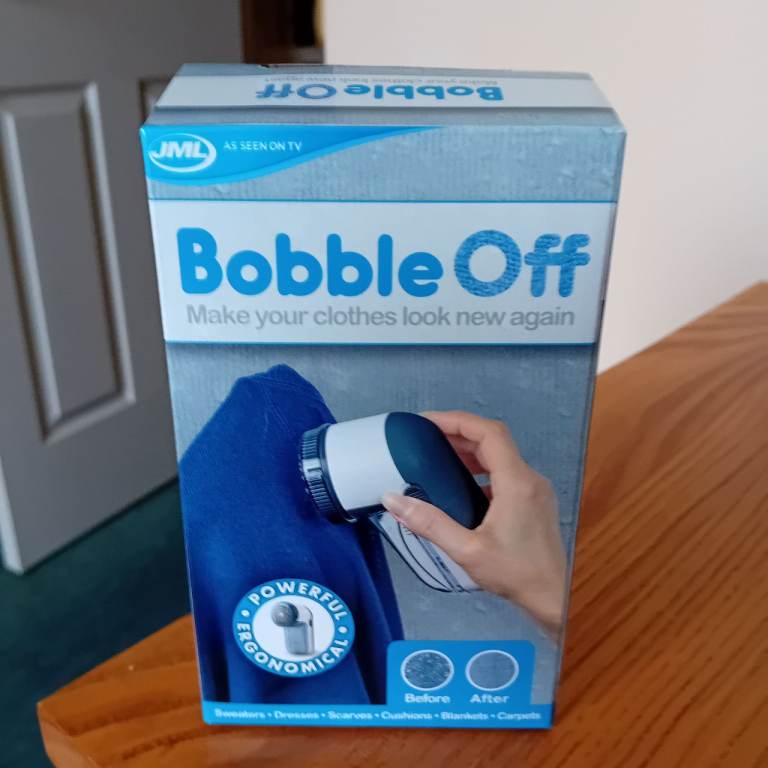 Make your clothes look new again
Bobble Off
JML
AS SEEN ON TV
Bobble Off
Make your clothes look new again
POWERFUL
ERGONOMICAL
Before After
Sweaters • Dresses • Scarves • Cushions • Blankets • Carpets